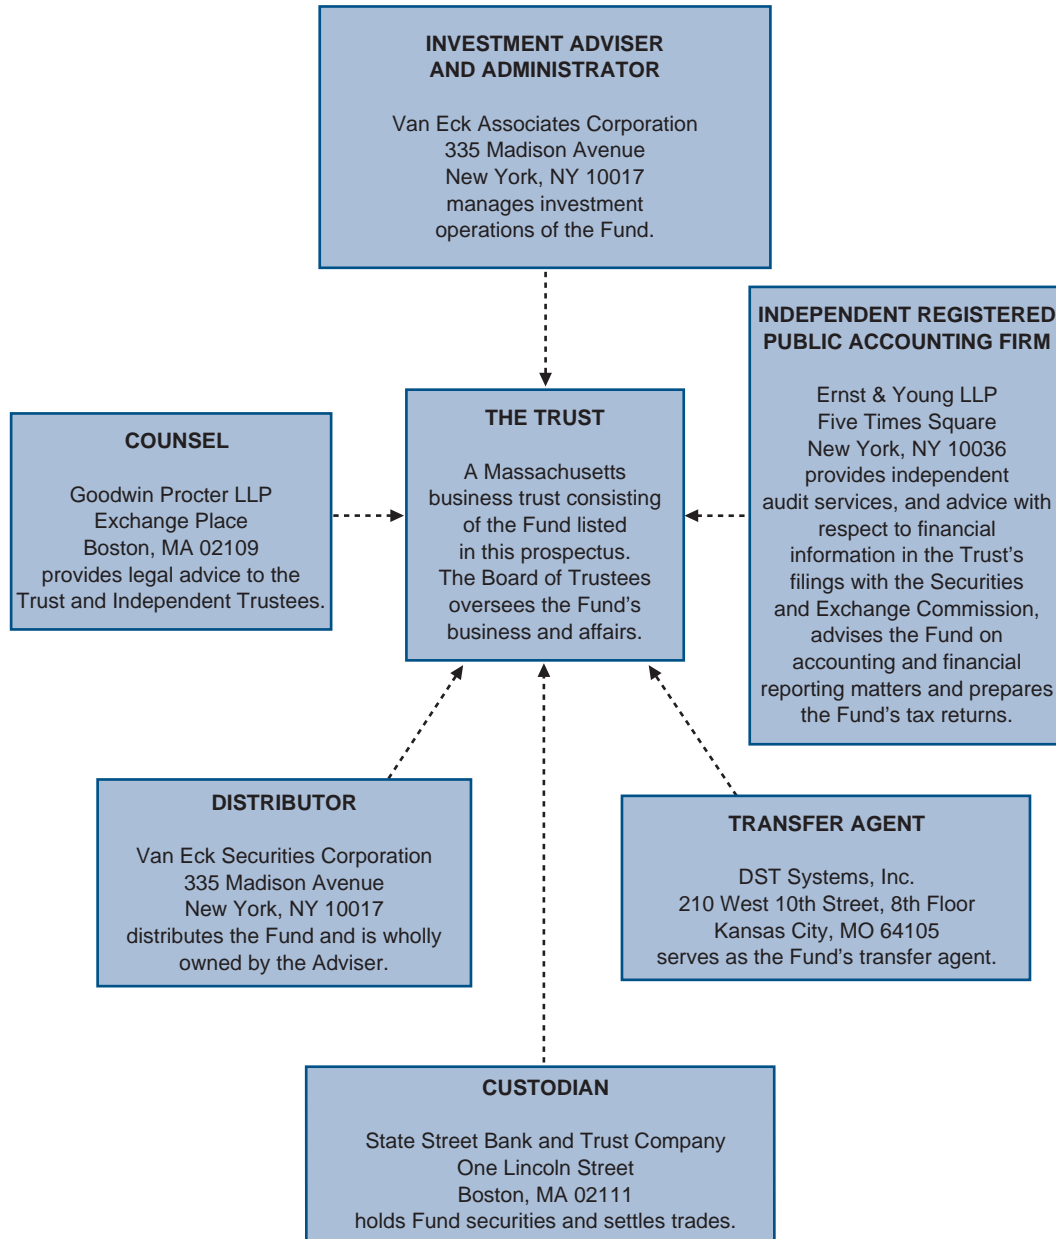 INVESTMENT ADVISER
AND ADMINISTRATOR
Van Eck Associates Corporation
335 Madison Avenue
New York, NY 10017
manages investment
operations of the Fund.
INDEPENDENT REGISTERED
PUBLIC ACCOUNTING FIRM
Ernst & Young LLP
Five Times Square
New York, NY 10036
provides independent
audit services, and advice with
respect to financial
information in the Trust’s
filings with the Securities
and Exchange Commission,
advises the Fund on
accounting and financial
reporting matters and prepares
the Fund’s tax returns.
COUNSEL
Goodwin Procter LLP
Exchange Place
Boston, MA 02109
provides legal advice to the
Trust and Independent Trustees.
THE TRUST
A Massachusetts
business trust consisting
of the Fund listed
in this prospectus.
The Board of Trustees
oversees the Fund’s
business and affairs.
DISTRIBUTOR
Van Eck Securities Corporation
335 Madison Avenue
New York, NY 10017
distributes the Fund and is wholly
owned by the Adviser.
TRANSFER AGENT
DST Systems, Inc.
210 West 10th Street, 8th Floor
Kansas City, MO 64105
serves as the Fund’s transfer agent.
CUSTODIAN
State Street Bank and Trust Company
One Lincoln Street
Boston, MA 02111
holds Fund securities and settles trades.